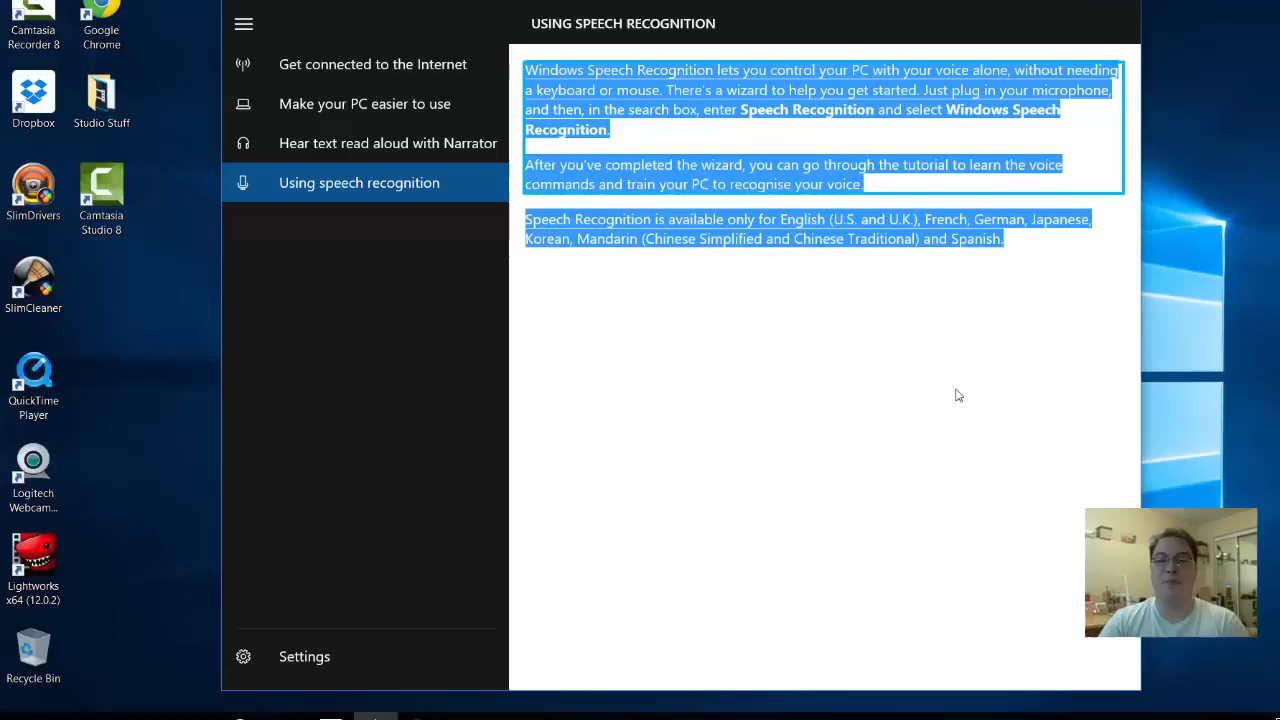 Camtasia
Recorder 8
Google
Chrome
Dropbox
Studio Stuff
SlimDrivers
Camtasia
Studio 8
SlimCleaner
QuickTime
Player
Logitech
Webcam...
Lightworks
x64 (12.0.2)
Recycle Bin
Get connected to the Internet
Make your PC easier to use
Hear text read aloud with Narrator
Using speech recognition
Settings
USING SPEECH RECOGNITION
Windows Speech Recognition lets you control your PC with your voice alone, without needing
a keyboard or mouse. There's a wizard to help you get started. Just plug in your microphone,
and then, in the search box, enter Speech Recognition and select Windows Speech
Recognition.
After you've completed the wizard, you can go through the tutorial to learn the voice
commands and train your PC to recognise your voice.
Speech Recognition is available only for English (U.S. and U.K.), French, German, Japanese,
Korean, Mandarin (Chinese Simplified and Chinese Traditional) and Spanish.